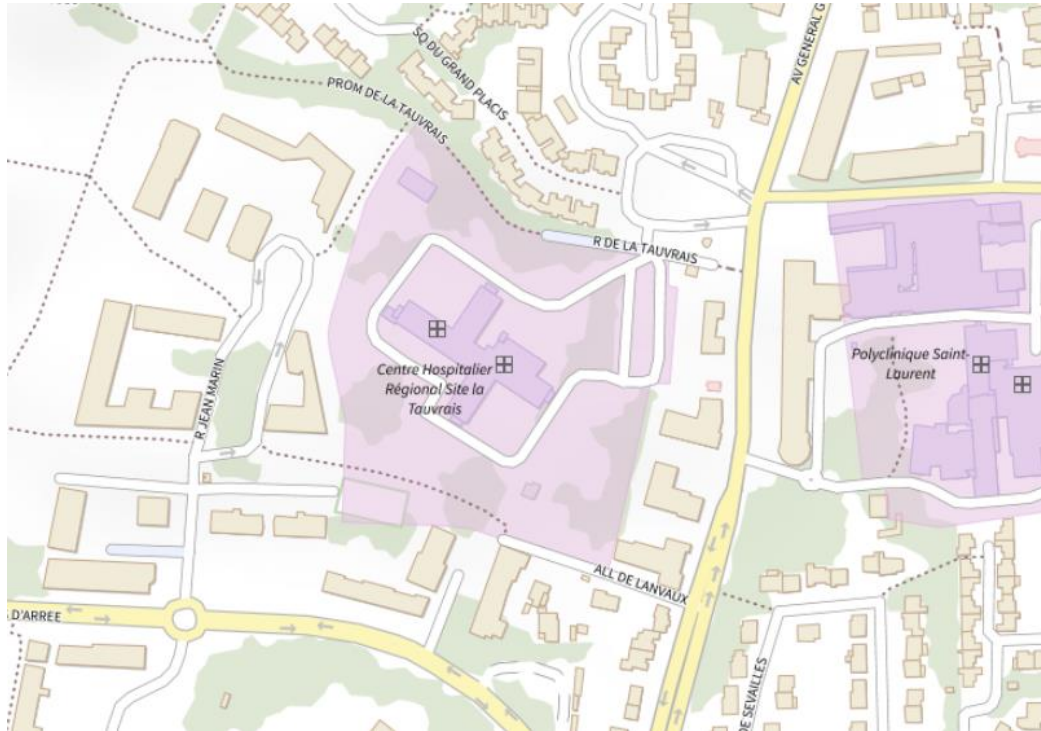 SQ DU GRAND PLACIS
AV GENERAL G
PROM DE LA TAUVRAIS
R DE LA TAUVRAIS
Centre Hospitalier
Régional Site la
Tauvrais
Polyclinique Saint-
Laurent
R JEAN MARIN
ALL DE LANVAUX
D'ARREE
DE SEVAILLES